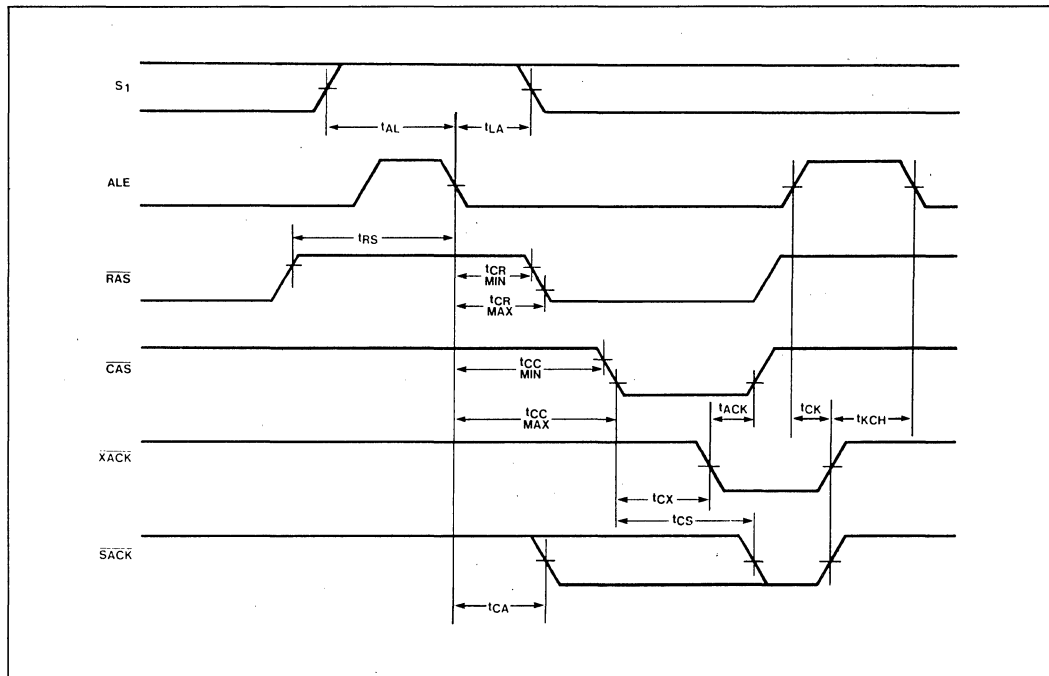 S1
tAL
tLA
ALE
tRS
RAS
tCR
MIN
tCR
MAX
CAS
tCC
MIN
tCC
MAX
tACK
tCK
tKCH
XACK
tCX
tCS
SACK
tCA